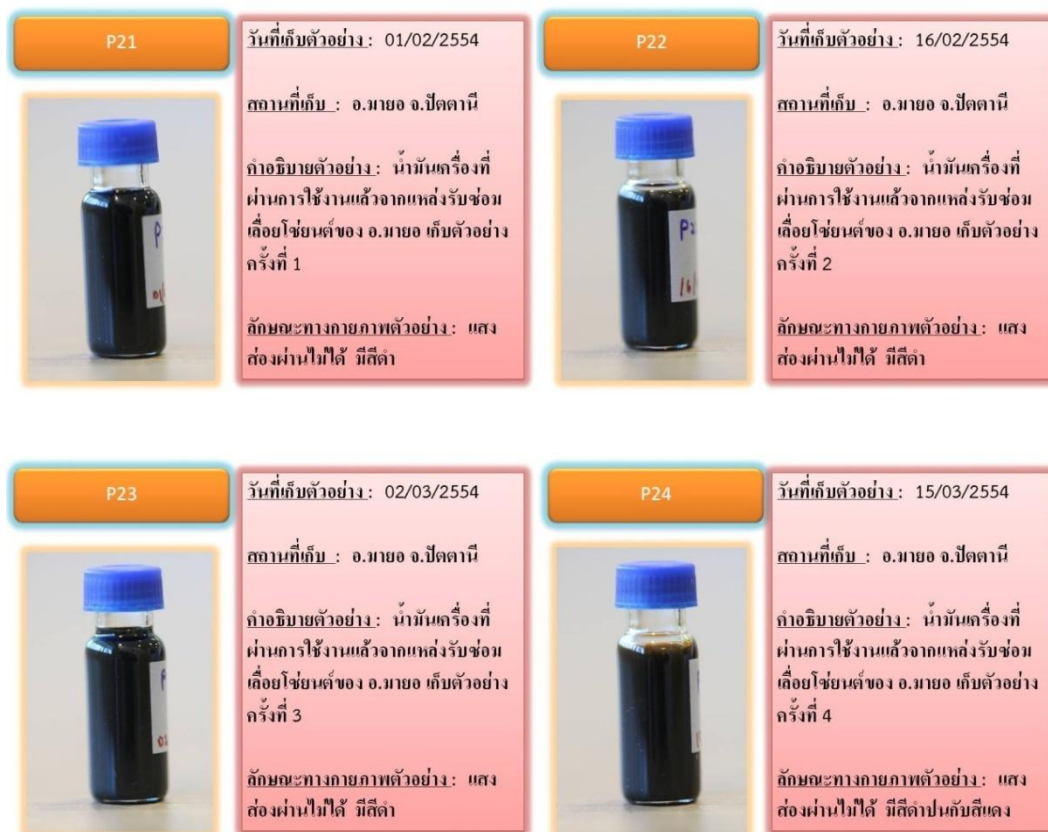 P21
วันที่เก็บตัวอย่าง : 01/02/2554
สถานที่เก็บ : อ.มายอ จ.ปัตตานี
คำอธิบายตัวอย่าง : น้ำมันเครื่องที่
ผ่านการใช้งานแล้วจากแหล่งรับซ่อม
เลื่อยโซ่ยนต์ของ อ.มายอ เก็บตัวอย่าง
ครั้งที่ 1
ลักษณะทางกายภาพตัวอย่าง : แสง
ส่องผ่านไม่ได้ มีสีดำ
P22
วันที่เก็บตัวอย่าง : 16/02/2554
สถานที่เก็บ : อ.มายอ จ.ปัตตานี
คำอธิบายตัวอย่าง : น้ำมันเครื่องที่
ผ่านการใช้งานแล้วจากแหล่งรับซ่อม
เลื่อยโซ่ยนต์ของ อ.มายอ เก็บตัวอย่าง
ครั้งที่ 2
ลักษณะทางกายภาพตัวอย่าง : แสง
ส่องผ่านไม่ได้ มีสีดำ
P23
วันที่เก็บตัวอย่าง : 02/03/2554
สถานที่เก็บ : อ.มายอ จ.ปัตตานี
คำอธิบายตัวอย่าง : น้ำมันเครื่องที่
ผ่านการใช้งานแล้วจากแหล่งรับซ่อม
เลื่อยโซ่ยนต์ของ อ.มายอ เก็บตัวอย่าง
ครั้งที่ 3
ลักษณะทางกายภาพตัวอย่าง : แสง
ส่องผ่านไม่ได้ มีสีดำ
P24
วันที่เก็บตัวอย่าง : 15/03/2554
สถานที่เก็บ : อ.มายอ จ.ปัตตานี
คำอธิบายตัวอย่าง : น้ำมันเครื่องที่
ผ่านการใช้งานแล้วจากแหล่งรับซ่อม
เลื่อยโซ่ยนต์ของ อ.มายอ เก็บตัวอย่าง
ครั้งที่ 4
ลักษณะทางกายภาพตัวอย่าง : แสง
ส่องผ่านไม่ได้ มีสีดำปนกับสีแดง